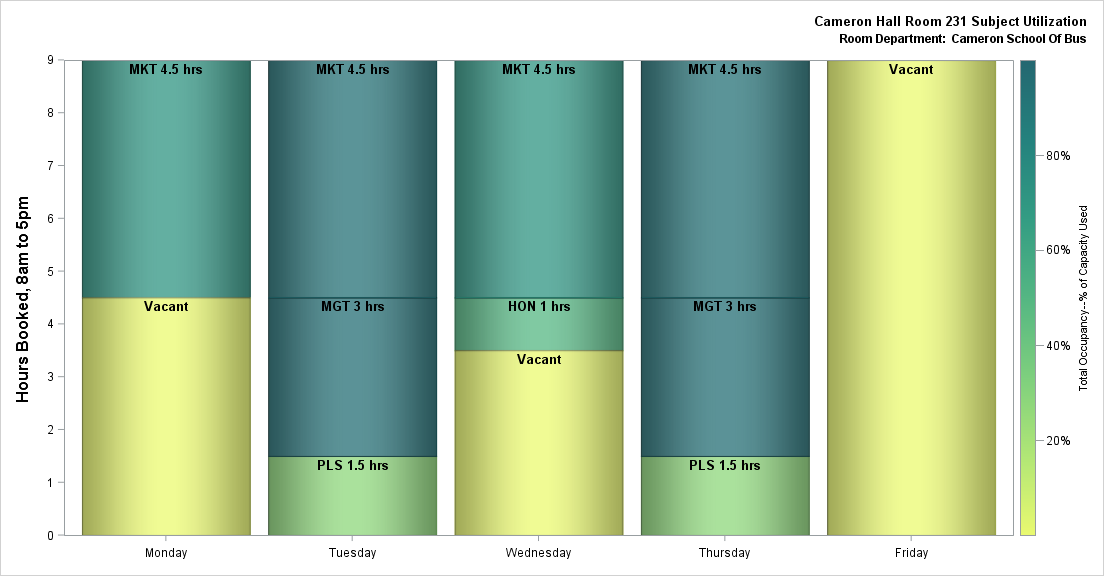 Cameron Hall Room 231 Subject Utilization
Room Department: Cameron School Of Bus
Hours Booked, 8am to 5pm
9
8
7
6
5
4
3
2
1
0
MKT 4.5 hrs
Vacant
MKT 4.5 hrs
MGT 3 hrs
PLS 1.5 hrs
MKT 4.5 hrs
HON 1 hrs
Vacant
MKT 4.5 hrs
MGT 3 hrs
PLS 1.5 hrs
Vacant
Monday
Tuesday
Wednesday
Thursday
Friday
80%
60%
40%
20%
Total Occupancy--% of Capacity Used